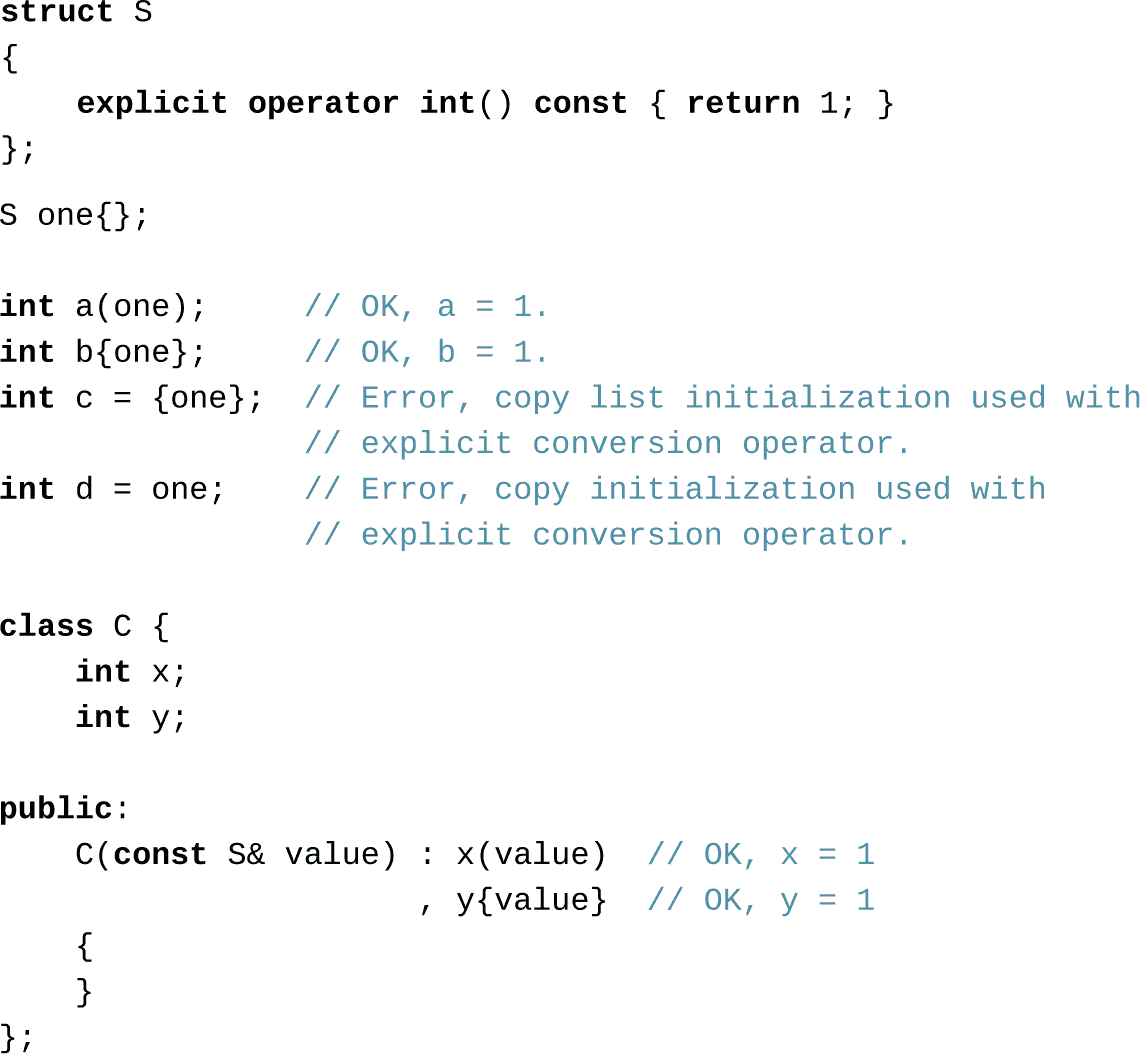 struct S
{
    explicit operator int() const { return 1; }
};
S one{};

int a(one);     // OK, a = 1.
int b{one};     // OK, b = 1.
int c = {one};  // Error, copy list initialization used with
                // explicit conversion operator.
int d = one;    // Error, copy initialization used with
                // explicit conversion operator.

class C {
    int x;
    int y;

public:
    C(const S& value) : x(value)  // OK, x = 1
                      , y{value}  // OK, y = 1
    {
    }
};